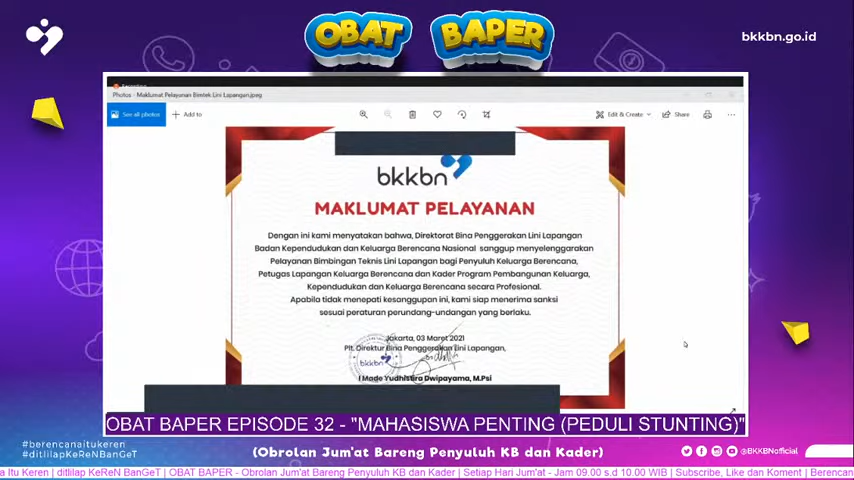 OBAT BAPER
bkkbn.go.id
Photos - Maklumat Pelayanan Bimtek Lini Lapangan.jpeg
See all photos
Add to
Edit & Create
Share
bkkbn
MAKLUMAT PELAYANAN
Dengan ini kami menyatakan bahwa, Direktorat Bina Penggerakan Lini Lapangan
Badan Kependudukan dan Keluarga Berencana Nasional sanggup menyelenggarakan
Pelayanan Bimbingan Teknis Lini Lapangan bagi Penyuluh Keluarga Berencana,
Petugas Lapangan Keluarga Berencana dan Kader Program Pembangunan Keluarga,
Kependudukan dan Keluarga Berencana secara Profesional.
Apabila tidak menepati kesanggupan ini, kami siap menerima sanksi
sesuai peraturan perundang-undangan yang berlaku.
Jakarta, 03 Maret 2021
Plt. Direktur Bina Penggerakan Lini Lapangan,
bkkbn
I Made Yudhistira Dwipayama, M.Psi
OBAT BAPER EPISODE 32 - "MAHASISWA PENTING (PEDULI STUNTING)"
#berencanaitukeren
#ditlilapKeReNBanGeT
(Obrolan Jum'at Bareng Penyuluh KB dan Kader)
@BKKBNofficial
a Itu Keren | ditlilap KeReN BanGeT | OBAT BAPER - Obrolan Jum'at Bareng Penyuluh KB dan Kader | Setiap Hari Jum'at - Jam 09.00 s.d 10.00 WIB | Subscribe, Like dan Koment | Berencan